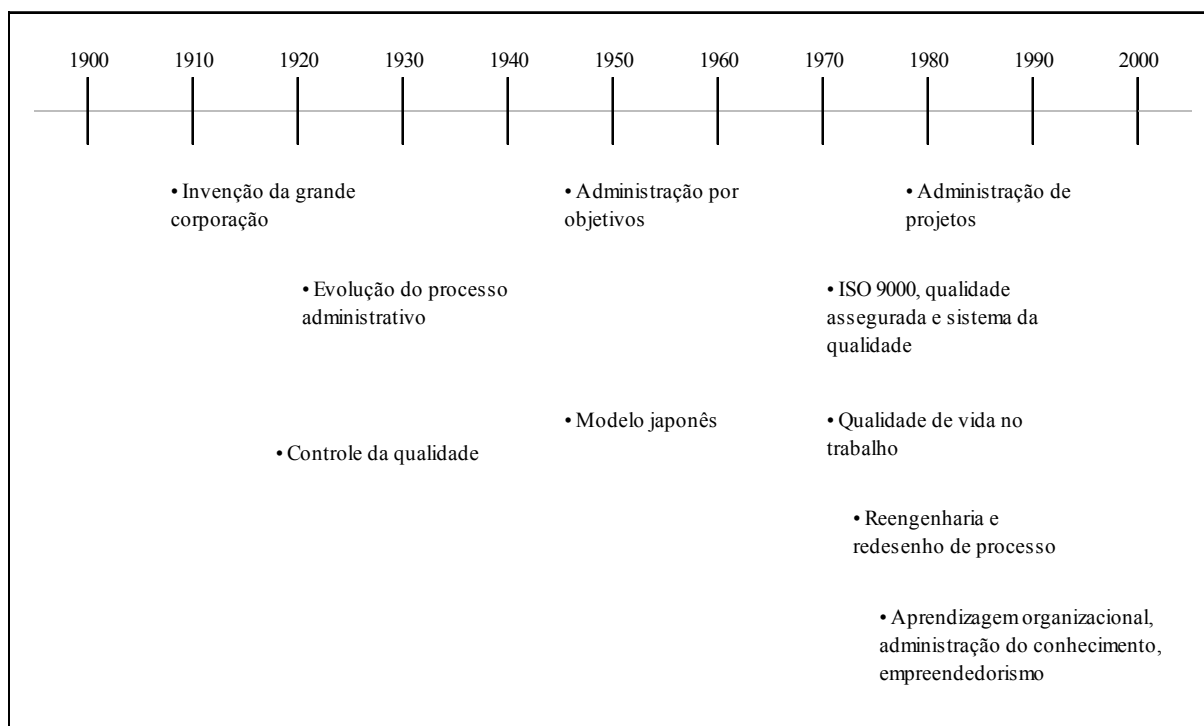 1900 1910 1920 1930 1940 1950 1960 1970 1980 1990 2000
• Invenção da grande
corporação
• Administração por
objetivos
• Administração de
projetos
• Evolução do processo
administrativo
• ISO 9000, qualidade
assegurada e sistema da
qualidade
• Modelo japonês
• Qualidade de vida no
trabalho
• Controle da qualidade
• Reengenharia e
redesenho de processo
• Aprendizagem organizacional,
administração do conhecimento,
empreendedorismo